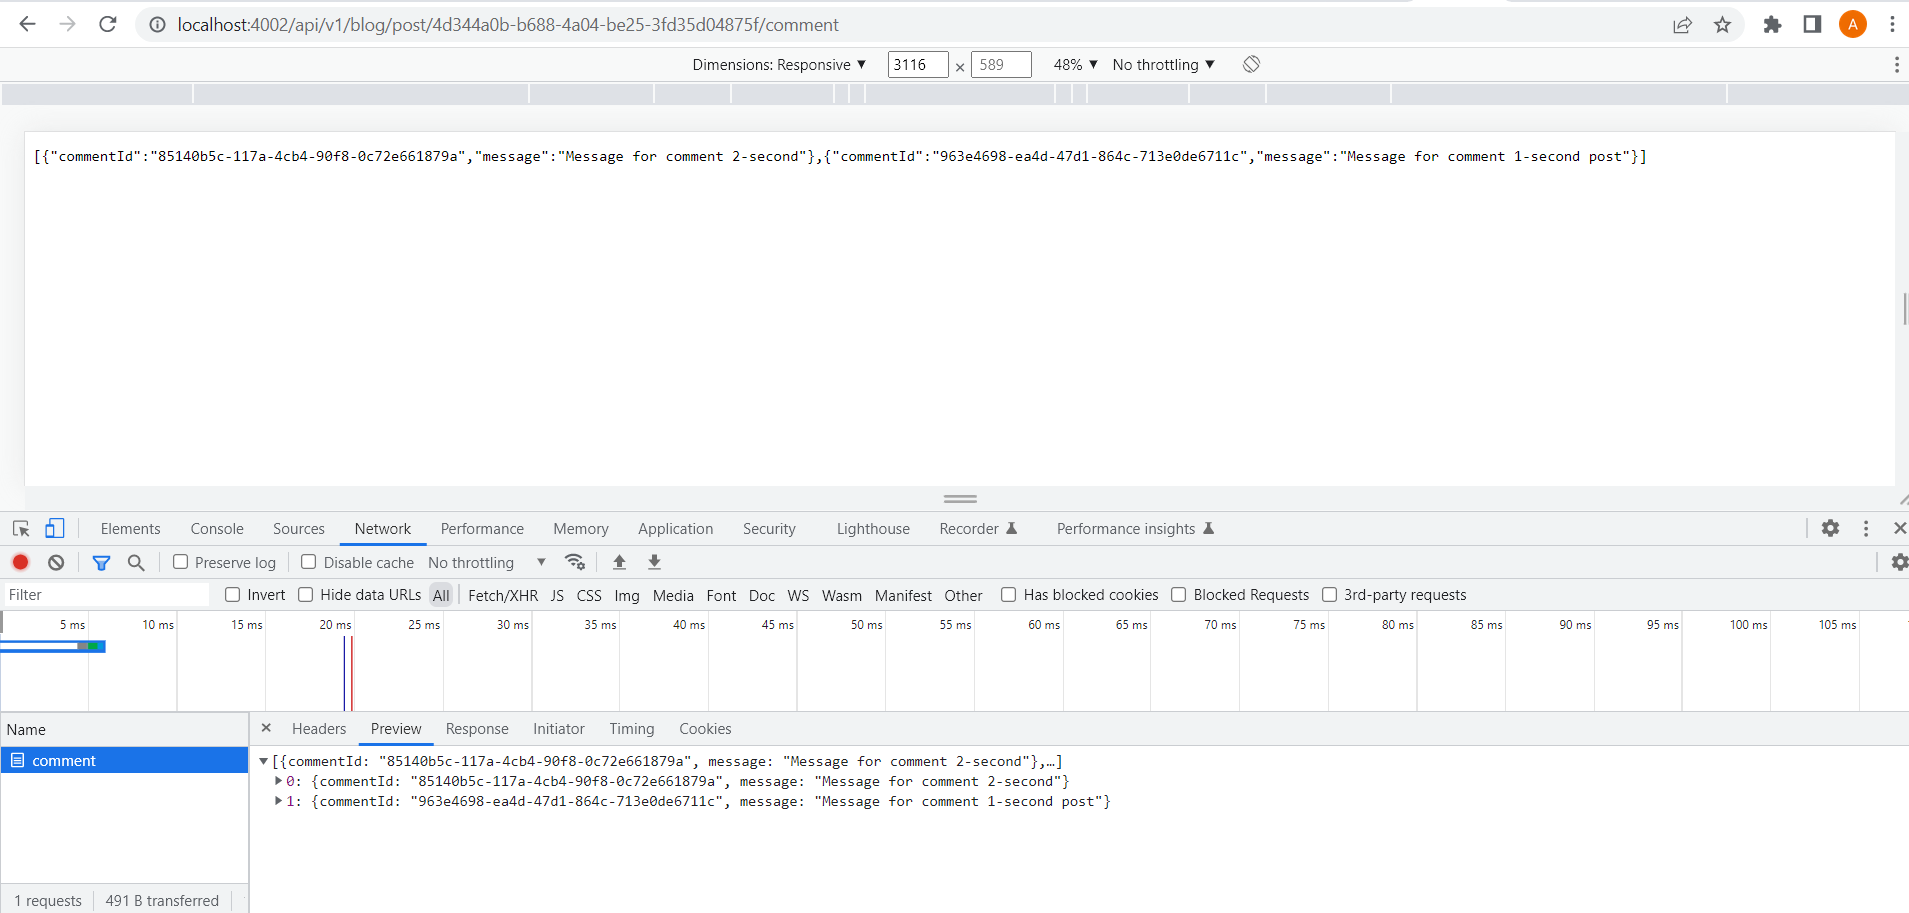 localhost:4002/api/v1/blog/post/4d344a0b-b688-4a04-be25-3fd35d04875f/comment A
Dimensions: Responsive ▼ 3116 × 589 48% ▼ No throttling ▼
[{"commentId":"85140b5c-117a-4cb4-90f8-0c72e661879a","message":"Message for comment 2-second"},{"commentId":"963e4698-ea4d-47d1-864c-713e0de6711c","message":"Message for comment 1-second post"}]
Elements Console Sources Network Performance Memory Application Security Lighthouse Recorder Performance insights
Preserve log Disable cache No throttling ▼
Filter Invert Hide data URLs All Fetch/XHR JS CSS Img Media Font Doc WS Wasm Manifest Other Has blocked cookies Blocked Requests 3rd-party requests
5 ms 10 ms 15 ms 20 ms 25 ms 30 ms 35 ms 40 ms 45 ms 50 ms 55 ms 60 ms 65 ms 70 ms 75 ms 80 ms 85 ms 90 ms 95 ms 100 ms 105 ms
Name × Headers Preview Response Initiator Timing Cookies
comment
▼[{commentId: "85140b5c-117a-4cb4-90f8-0c72e661879a", message: "Message for comment 2-second"},…]
▶0: {commentId: "85140b5c-117a-4cb4-90f8-0c72e661879a", message: "Message for comment 2-second"}
▶1: {commentId: "963e4698-ea4d-47d1-864c-713e0de6711c", message: "Message for comment 1-second post"}
1 requests 491 B transferred